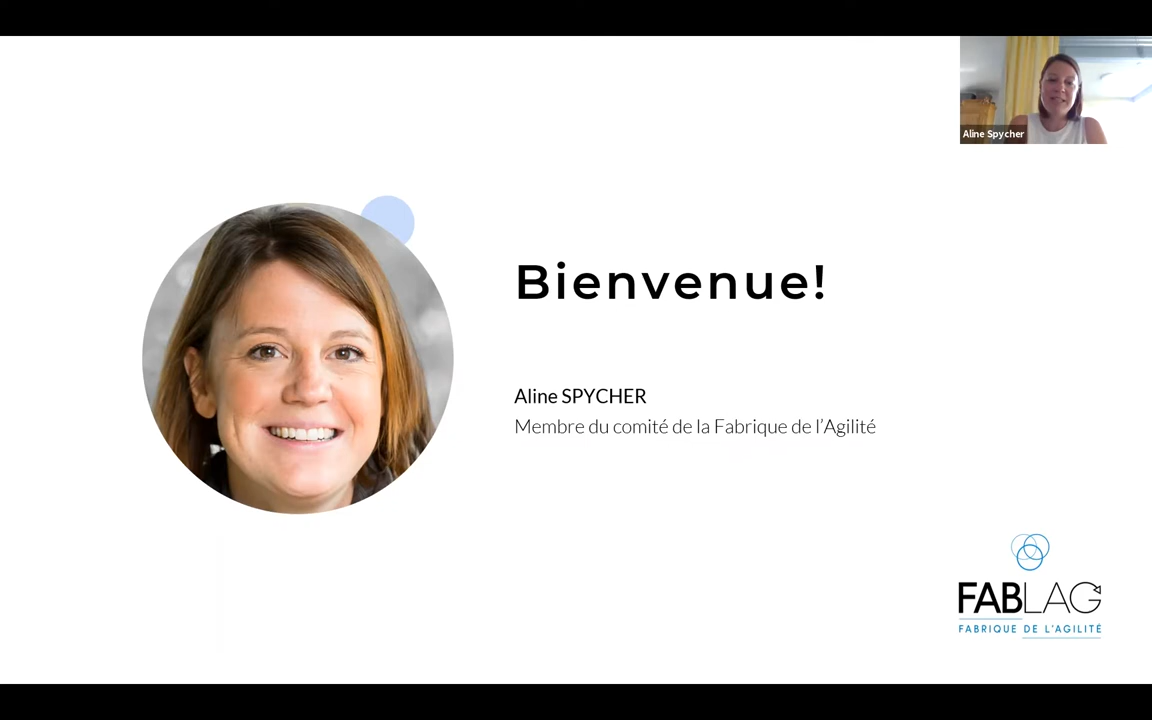 Aline Spycher
Bienvenue!
Aline SPYCHER
Membre du comité de la Fabrique de l’Agilité
FABLAG
FABRIQUE DE L'AGILITÉ